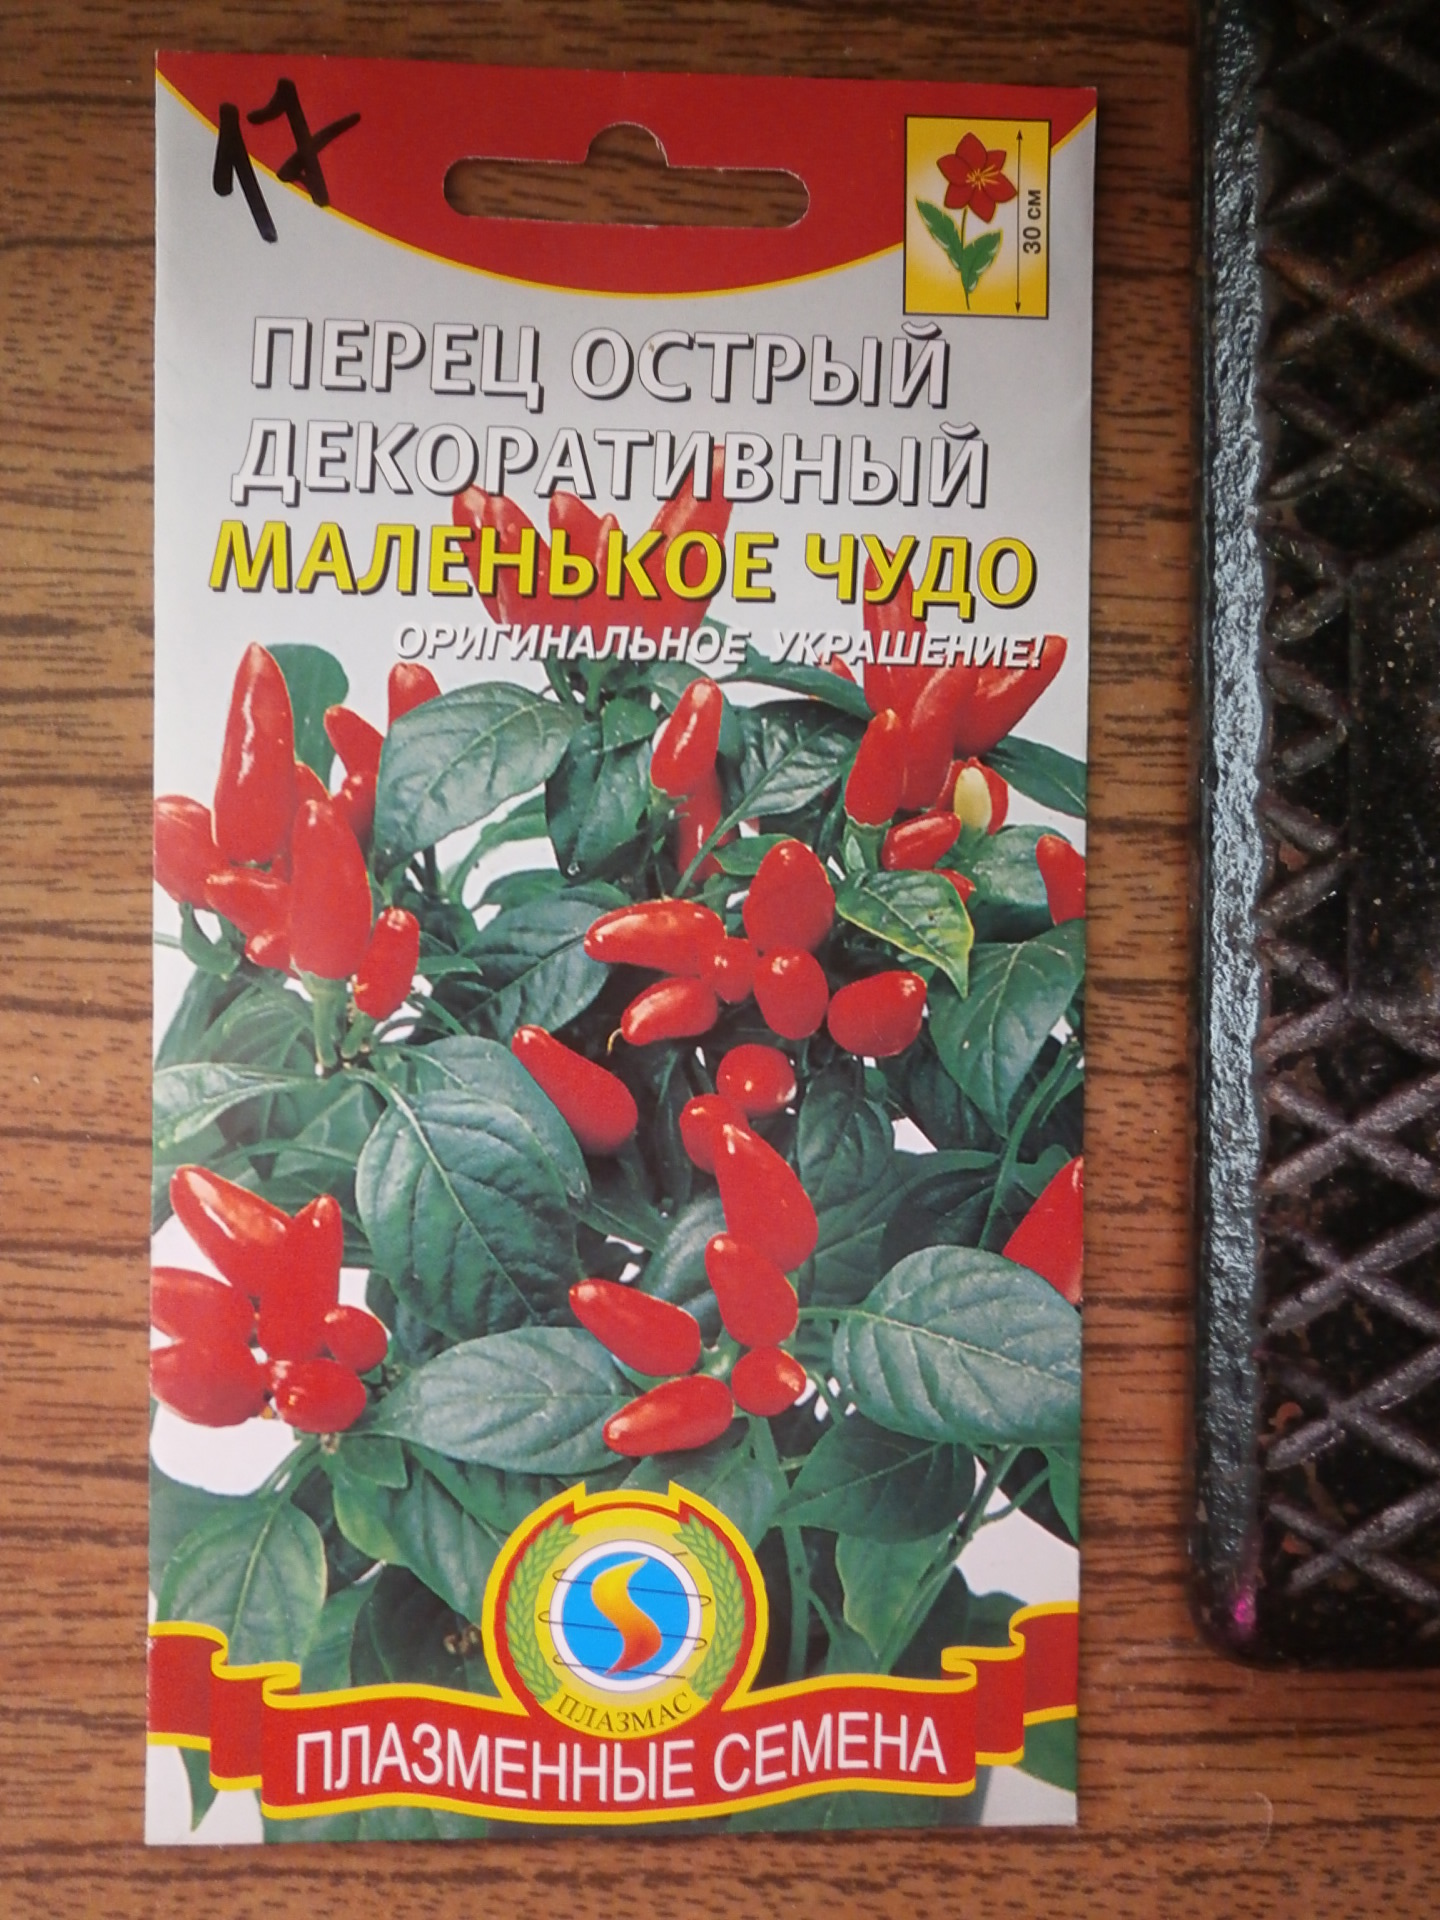 17
30 см
ПЕРЕЦ ОСТРЫЙ
ДЕКОРАТИВНЫЙ
МАЛЕНЬКОЕ ЧУДО
ОРИГИНАЛЬНОЕ УКРАШЕНИЕ!
ПЛАЗМАС
ПЛАЗМЕННЫЕ СЕМЕНА